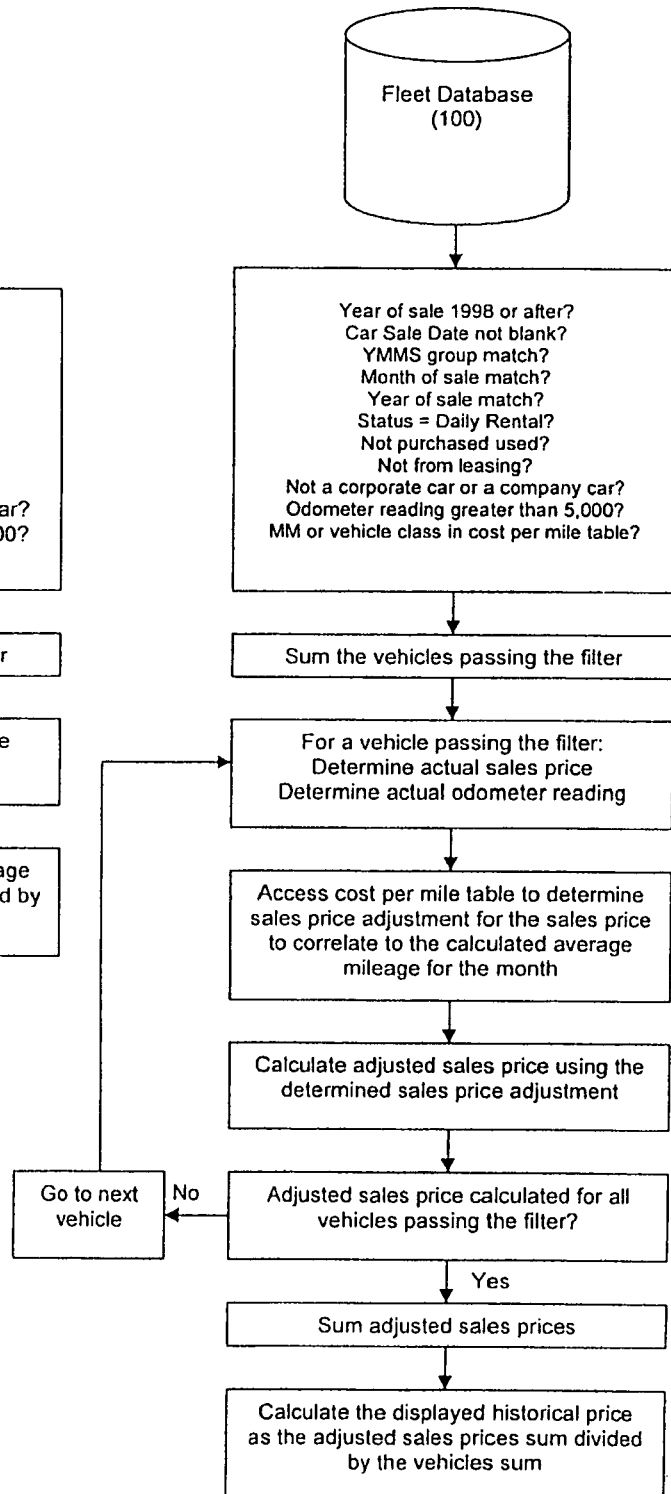 Fleet Database
(100)
Year of sale 1998 or after?
Car Sale Date not blank?
YMMS group match?
Month of sale match?
Year of sale match?
Status = Daily Rental?
Not purchased used?
Not from leasing?
Not a corporate car or a company car?
Odometer reading greater than 5,000?
MM or vehicle class in cost per mile table?
ar?
00?
r
Sum the vehicles passing the filter
e
For a vehicle passing the filter:
Determine actual sales price
Determine actual odometer reading
age
d by
Access cost per mile table to determine
sales price adjustment for the sales price
to correlate to the calculated average
mileage for the month
Calculate adjusted sales price using the
determined sales price adjustment
Go to next
vehicle
No
Adjusted sales price calculated for all
vehicles passing the filter?
Yes
Sum adjusted sales prices
Calculate the displayed historical price
as the adjusted sales prices sum divided
by the vehicles sum